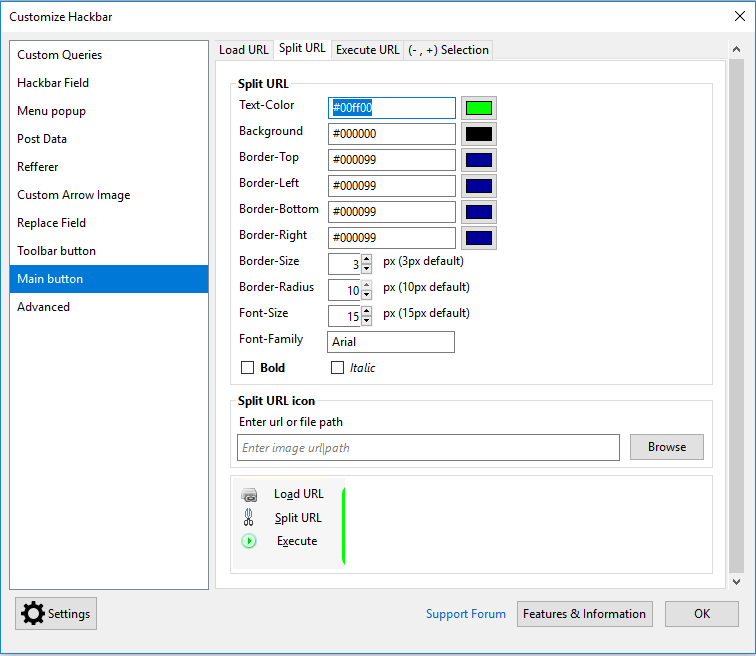 Customize Hackbar
Custom Queries
Hackbar Field
Menu popup
Post Data
Refferer
Custom Arrow Image
Replace Field
Toolbar button
Main button
Advanced
Load URL Split URL Execute URL (- , +) Selection
Split URL
Text-Color #00ff00
Background #000000
Border-Top #000099
Border-Left #000099
Border-Bottom #000099
Border-Right #000099
Border-Size 3 px (3px default)
Border-Radius 10 px (10px default)
Font-Size 15 px (15px default)
Font-Family Arial
Bold Italic
Split URL icon
Enter url or file path
Enter image url|path Browse
Load URL
Split URL
Execute
Settings Support Forum Features & Information OK